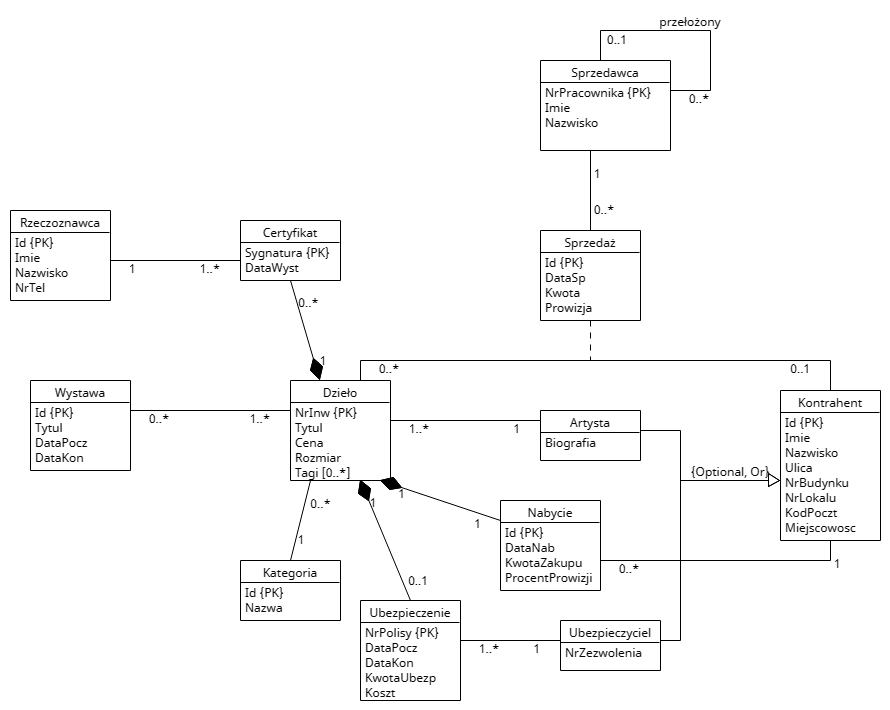 przełożony
0..1
Sprzedawca
NrPracownika {PK}
Imie
Nazwisko
0..*
1
0..*
Sprzedaż
Id {PK}
DataSp
Kwota
Prowizja
Rzeczoznawca
Id {PK}
Imie
Nazwisko
NrTel
1
1..*
Certyfikat
Sygnatura {PK}
DataWyst
0..*
1
0..*
0..1
Wystawa
Id {PK}
Tytul
DataPocz
DataKon
0..*
1..*
Dzieło
NrInw {PK}
Tytul
Cena
Rozmiar
Tagi [0..*]
1..*
1
Artysta
Biografia
Kontrahent
Id {PK}
Imie
Nazwisko
Ulica
NrBudynku
NrLokalu
KodPoczt
Miejscowosc
{Optional, Or}
0..*
1
1
1
Nabycie
Id {PK}
DataNab
KwotaZakupu
ProcentProwizji
0..*
1
1
Kategoria
Id {PK}
Nazwa
0..1
Ubezpieczenie
NrPolisy {PK}
DataPocz
DataKon
KwotaUbezp
Koszt
1..*
1
Ubezpieczyciel
NrZezwolenia